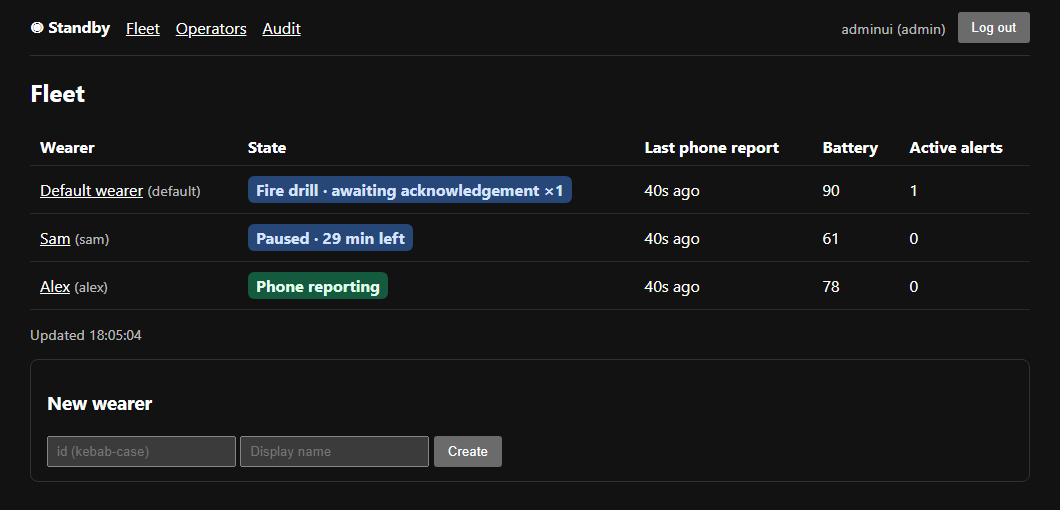 Standby Fleet Operators Audit adminui (admin) Log out
Fleet
Wearer State Last phone report Battery Active alerts
Default wearer (default) Fire drill · awaiting acknowledgement ×1 40s ago 90 1
Sam (sam) Paused · 29 min left 40s ago 61 0
Alex (alex) Phone reporting 40s ago 78 0
Updated 18:05:04
New wearer
id (kebab-case) Display name Create